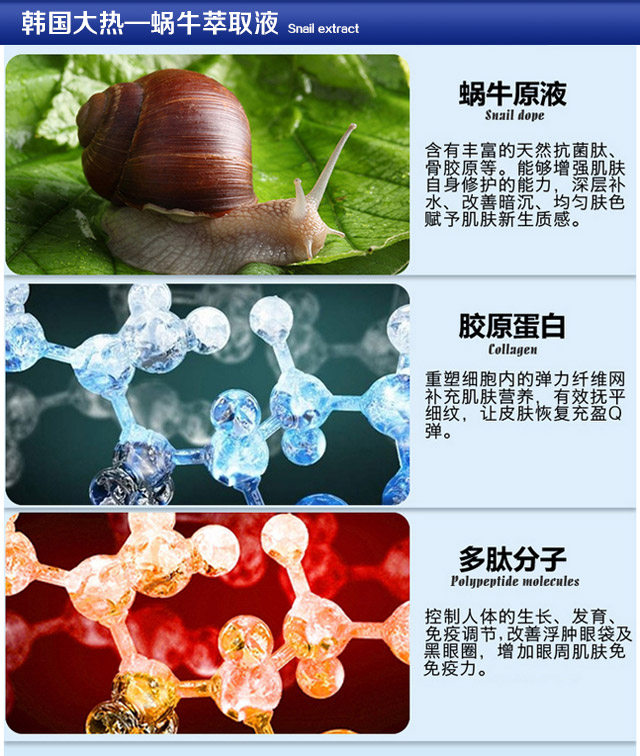 韩国大热—蜗牛萃取液 Snail extract
蜗牛原液
Snail dope
含有丰富的天然抗菌肽、
骨胶原等。能够增强肌肤
自身修护的能力，深层补
水、改善暗沉、均匀肤色
赋予肌肤新生质感。
胶原蛋白
Collagen
重塑细胞内的弹力纤维网
补充肌肤营养，有效抚平
细纹，让皮肤恢复充盈Q
弹。
多肽分子
Polypeptide molecules
控制人体的生长、发育、
免疫调节,改善浮肿眼袋及
黑眼圈，增加眼周肌肤免
免疫力。